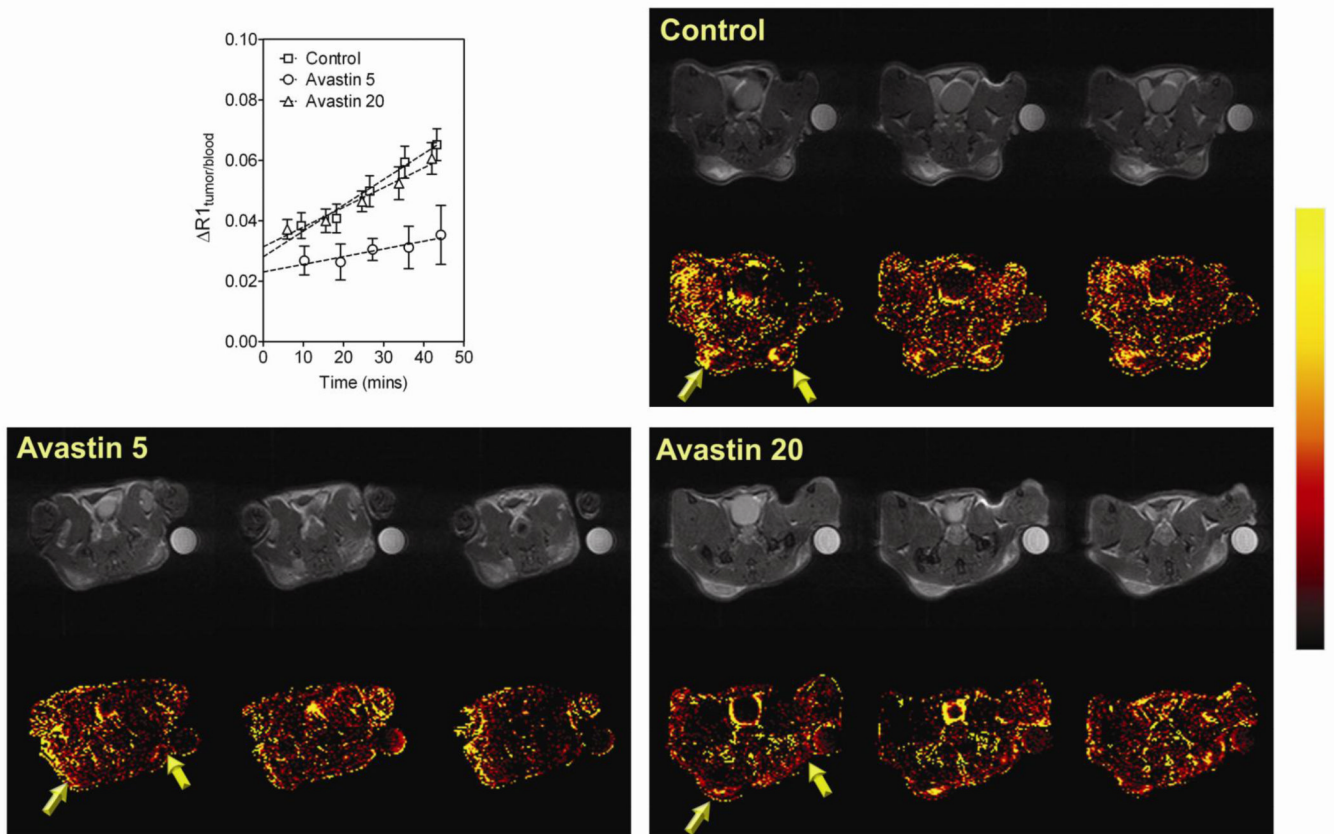 0.10
0.08
0.06
0.04
0.02
0.00
ΔR1tumor/blood
Control
Avastin 5
Avastin 20
0 10 20 30 40 50
Time (mins)
Control
Avastin 5
Avastin 20